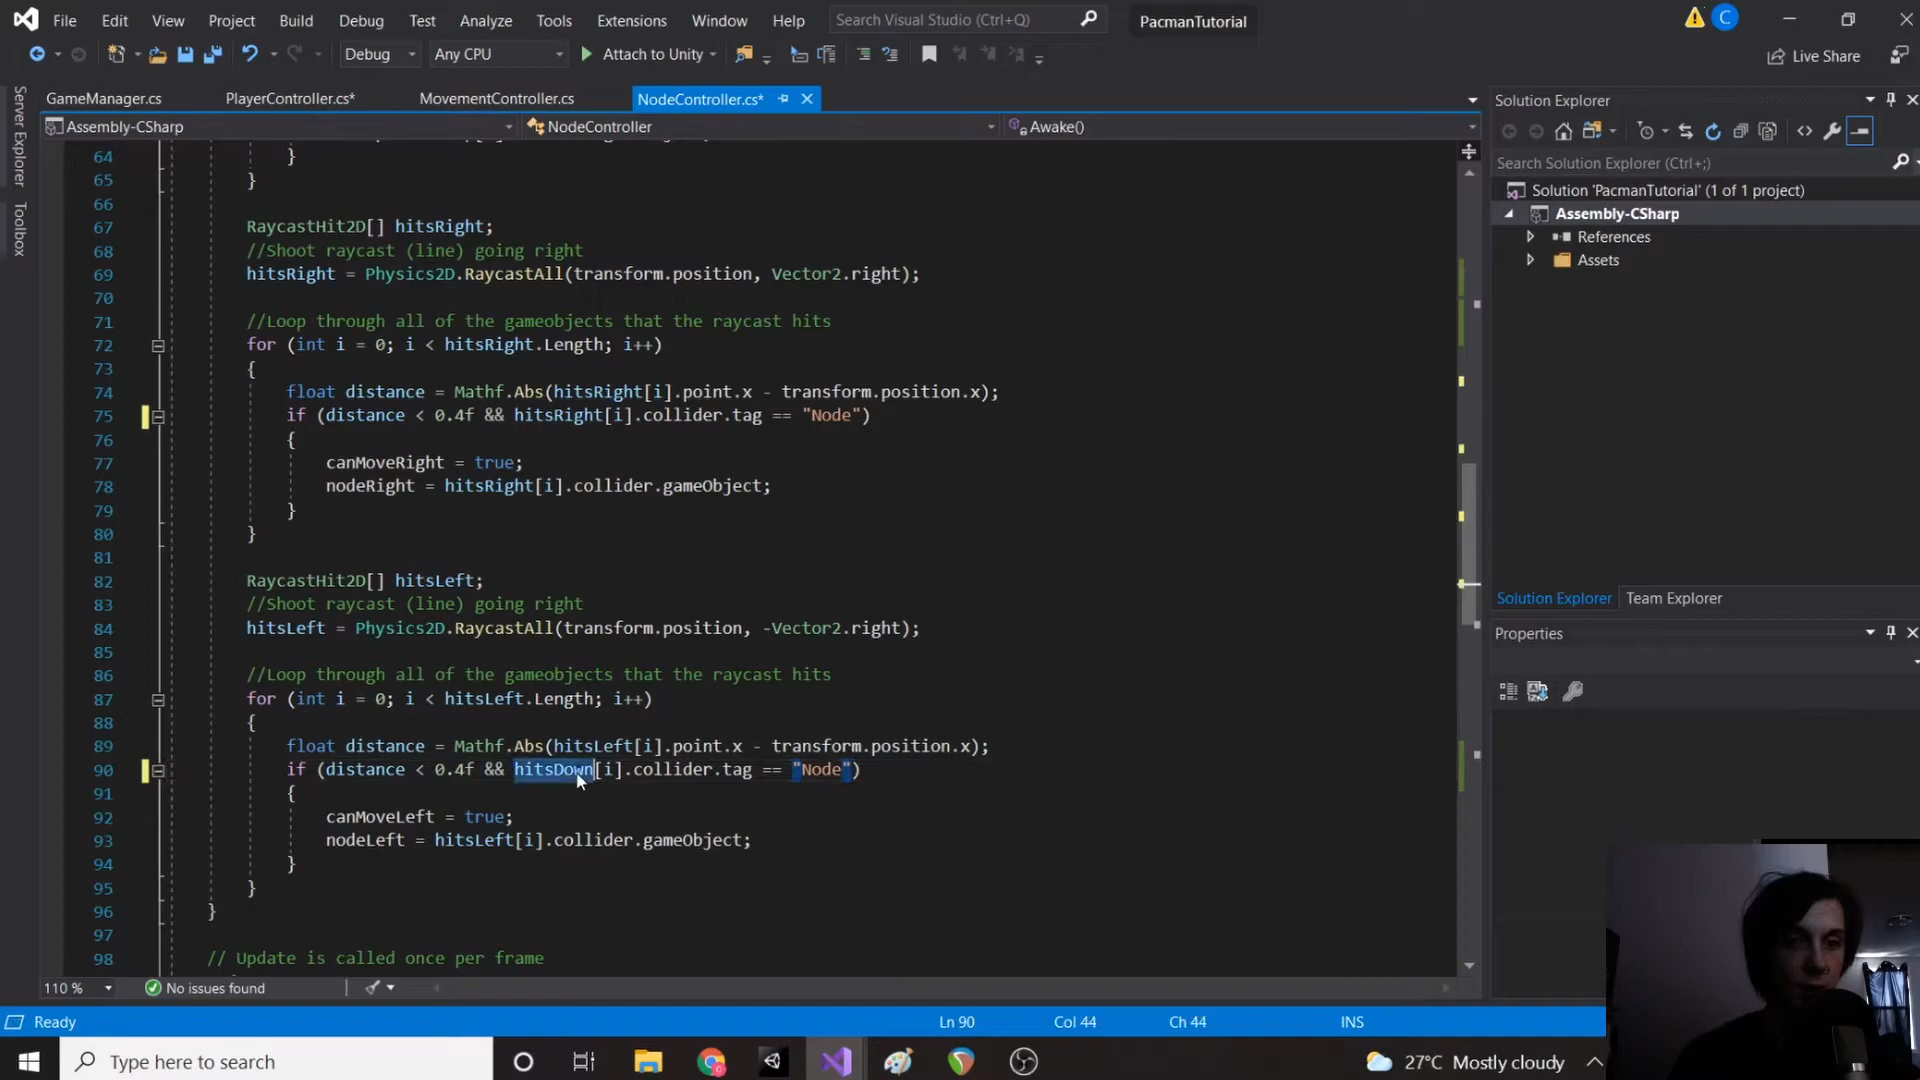 File Edit View Project Build Debug Test Analyze Tools Extensions Window Help Search Visual Studio (Ctrl+Q) PacmanTutorial C
Debug Any CPU Attach to Unity Live Share
Server Explorer
Toolbox
GameManager.cs PlayerController.cs* MovementController.cs NodeController.cs*
Assembly-CSharp NodeController Awake()
64 }
65 }
66
67 RaycastHit2D[] hitsRight;
68 //Shoot raycast (line) going right
69 hitsRight = Physics2D.RaycastAll(transform.position, Vector2.right);
70
71 //Loop through all of the gameobjects that the raycast hits
72 for (int i = 0; i < hitsRight.Length; i++)
73 {
74 float distance = Mathf.Abs(hitsRight[i].point.x - transform.position.x);
75 if (distance < 0.4f && hitsRight[i].collider.tag == "Node")
76 {
77 canMoveRight = true;
78 nodeRight = hitsRight[i].collider.gameObject;
79 }
80 }
81
82 RaycastHit2D[] hitsLeft;
83 //Shoot raycast (line) going right
84 hitsLeft = Physics2D.RaycastAll(transform.position, -Vector2.right);
85
86 //Loop through all of the gameobjects that the raycast hits
87 for (int i = 0; i < hitsLeft.Length; i++)
88 {
89 float distance = Mathf.Abs(hitsLeft[i].point.x - transform.position.x);
90 if (distance < 0.4f && hitsDown[i].collider.tag == "Node")
91 {
92 canMoveLeft = true;
93 nodeLeft = hitsLeft[i].collider.gameObject;
94 }
95 }
96 }
97
98 // Update is called once per frame
110 % No issues found
Solution Explorer
Search Solution Explorer (Ctrl+;)
Solution 'PacmanTutorial' (1 of 1 project)
Assembly-CSharp
References
Assets
Solution Explorer Team Explorer
Properties
Ready Ln 90 Col 44 Ch 44 INS
Type here to search 27°C Mostly cloudy